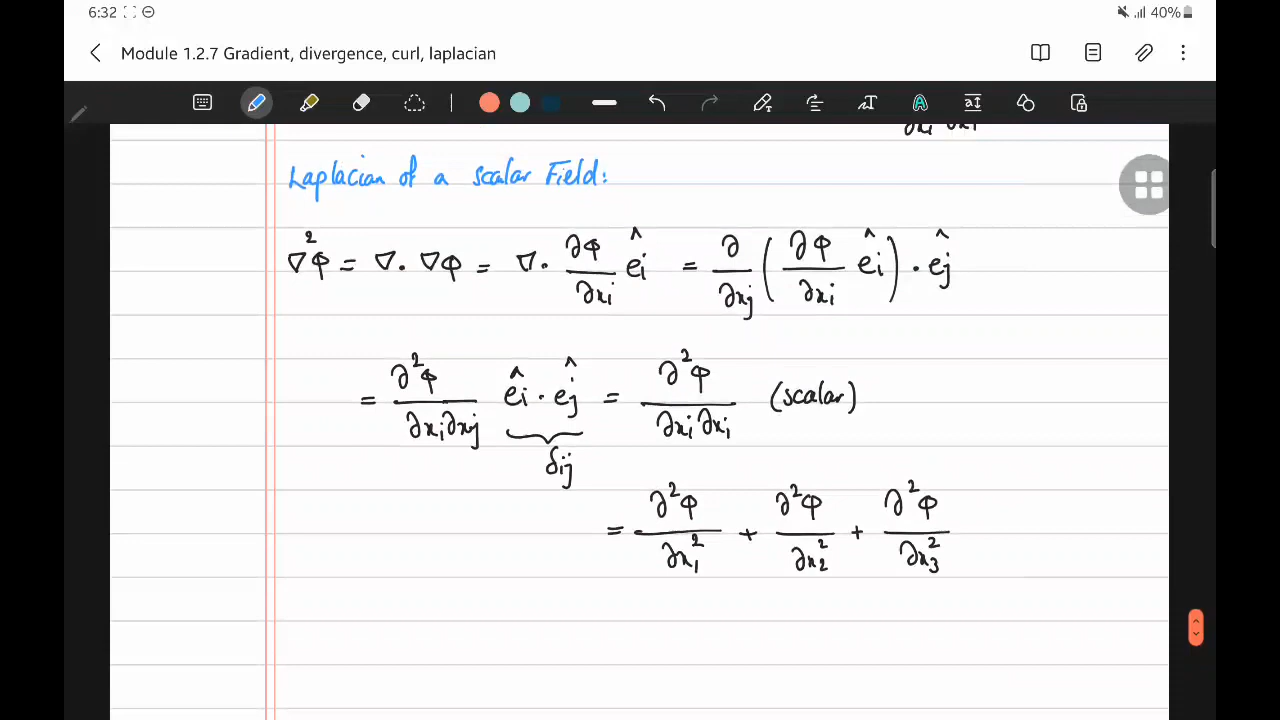 6:32
40%
Module 1.2.7 Gradient, divergence, curl, laplacian
∂xᵢ ∂xᵢ
Laplacian of a scalar Field:
∇²φ = ∇ · ∇φ = ∇ · ∂φ/∂xᵢ êᵢ = ∂/∂xⱼ (∂φ/∂xᵢ êᵢ) · êⱼ
= ∂²φ/∂xᵢ∂xⱼ êᵢ · êⱼ = ∂²φ/∂xᵢ∂xᵢ (scalar)
δᵢⱼ
= ∂²φ/∂x₁² + ∂²φ/∂x₂² + ∂²φ/∂x₃²